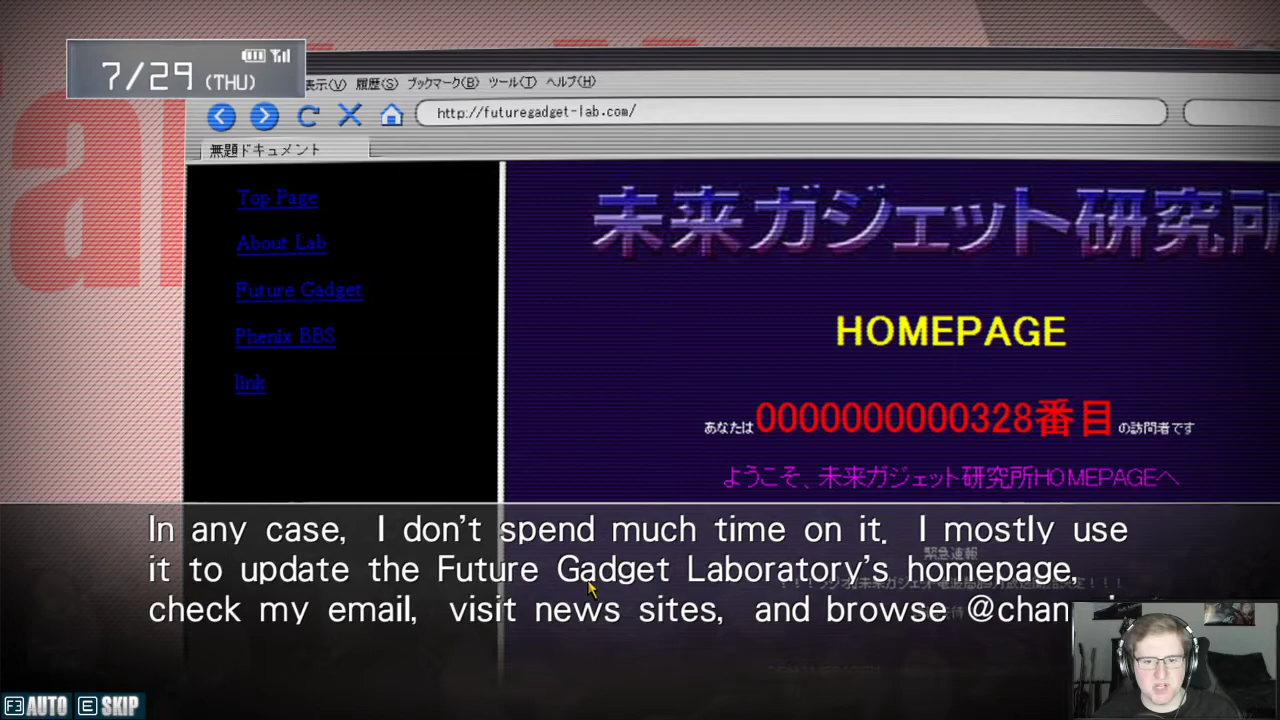 7/29 (THU)
表示(V) 履歴(S) ブックマーク(B) ツール(T) ヘルプ(H)
http://futuregadget-lab.com/
無題ドキュメント
Top Page
About Lab
Future Gadget
Phenix BBS
link
未来ガジェット研究所
HOMEPAGE
あなたは0000000000328番目の訪問者です
ようこそ、未来ガジェット研究所HOMEPAGEへ
緊急速報
In any case, I don't spend much time on it. I mostly use
it to update the Future Gadget Laboratory's homepage,
check my email, visit news sites, and browse @chan
F3 AUTO E SKIP